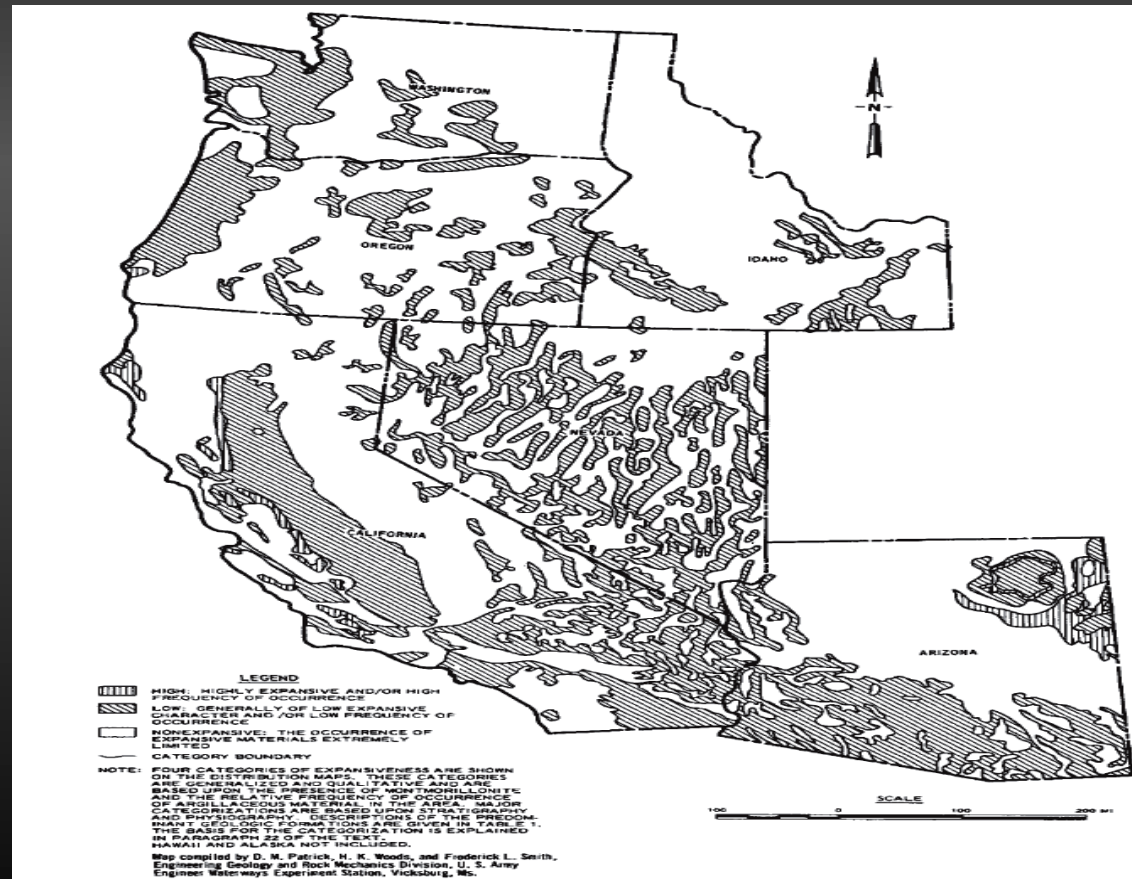 WASHINGTON
N
OREGON
IDAHO
NEVADA
CALIFORNIA
ARIZONA
LEGEND
HIGH: HIGHLY EXPANSIVE AND/OR HIGH
FREQUENCY OF OCCURRENCE
LOW: GENERALLY OF LOW EXPANSIVE
CHARACTER AND/OR LOW FREQUENCY OF
OCCURRENCE
NONEXPANSIVE: THE OCCURRENCE OF
EXPANSIVE MATERIALS EXTREMELY
LIMITED
CATEGORY BOUNDARY
NOTE: FOUR CATEGORIES OF EXPANSIVENESS ARE SHOWN
ON THE DISTRIBUTION MAPS. THESE CATEGORIES
ARE GENERALIZED AND QUALITATIVE AND ARE
BASED UPON THE PRESENCE OF MONTMORILLONITE
AND THE RELATIVE FREQUENCY OF OCCURRENCE
OF ARGILLACEOUS MATERIAL IN THE AREA. MAJOR
CATEGORIZATIONS ARE BASED UPON STRATIGRAPHY
AND PHYSIOGRAPHY. DESCRIPTIONS OF THE PREDOM-
INANT GEOLOGIC FORMATIONS ARE GIVEN IN TABLE 1.
THE BASIS FOR THE CATEGORIZATION IS EXPLAINED
IN PARAGRAPH 22 OF THE TEXT.
HAWAII AND ALASKA NOT INCLUDED.
Map compiled by D. M. Patrick, H. K. Woods, and Frederick L. Smith,
Engineering Geology and Rock Mechanics Division, U. S. Army
Engineer Waterways Experiment Station, Vicksburg, Ms.
SCALE
100 0 100 200 MI